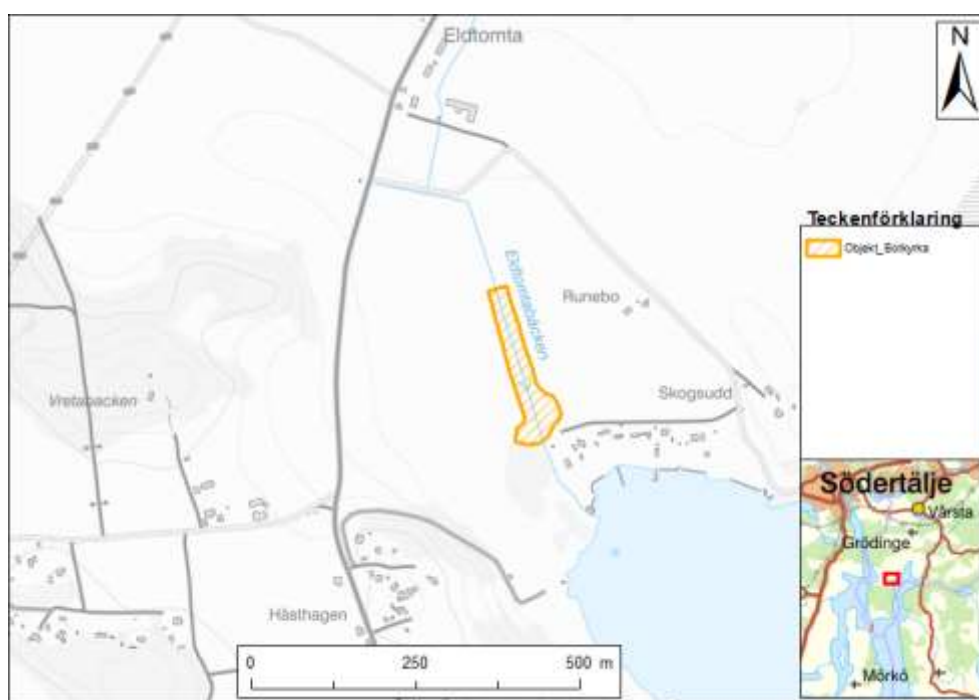 Eldtomta
N
Teckenförklaring
Objekt_Botkyrka
Eldtomtabäcken
Runebo
Skogsudd
Vretabacken
Södertälje
Vårsta
Grödinge
Hästhagen
0 250 500 m
Mörkö